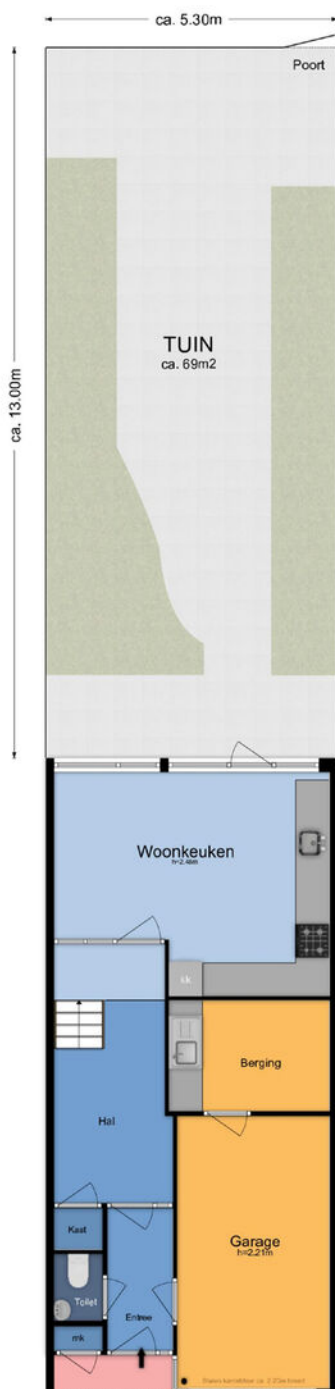 ca. 5.30m
Poort
TUIN
ca. 69m2
ca. 13.00m
Woonkeuken
h=2.48m
kk
Berging
Hal
Garage
h=2.21m
Kast
Toilet
Entree
mk